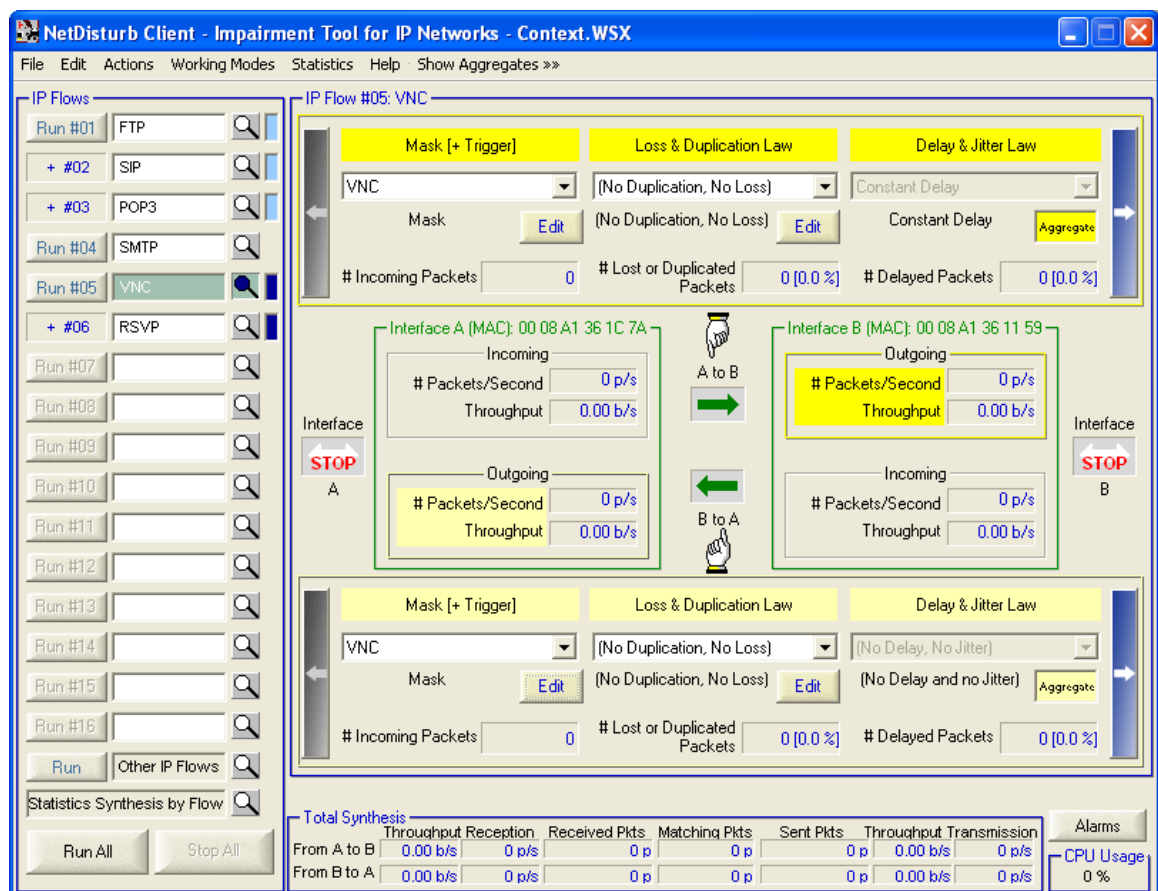 NetDisturb Client - Impairment Tool for IP Networks - Context.WSX
File Edit Actions Working Modes Statistics Help Show Aggregates »»
IP Flows
Run #01 FTP
+ #02 SIP
+ #03 POP3
Run #04 SMTP
Run #05 VNC
+ #06 RSVP
Run #07
Run #08
Run #09
Run #10
Run #11
Run #12
Run #13
Run #14
Run #15
Run #16
Run Other IP Flows
Statistics Synthesis by Flow
Run All Stop All
IP Flow #05: VNC
Mask [+ Trigger] Loss & Duplication Law Delay & Jitter Law
VNC (No Duplication, No Loss) Constant Delay
Mask Edit (No Duplication, No Loss) Edit Constant Delay Aggregate
# Incoming Packets 0 # Lost or Duplicated Packets 0 [0.0 %] # Delayed Packets 0 [0.0 %]
Interface A (MAC): 00 08 A1 36 1C 7A
Incoming
# Packets/Second 0 p/s
Throughput 0.00 b/s
Outgoing
# Packets/Second 0 p/s
Throughput 0.00 b/s
Interface
STOP
A
A to B
B to A
Interface B (MAC): 00 08 A1 36 11 59
Outgoing
# Packets/Second 0 p/s
Throughput 0.00 b/s
Incoming
# Packets/Second 0 p/s
Throughput 0.00 b/s
Interface
STOP
B
Mask [+ Trigger] Loss & Duplication Law Delay & Jitter Law
VNC (No Duplication, No Loss) (No Delay, No Jitter)
Mask Edit (No Duplication, No Loss) Edit (No Delay and no Jitter) Aggregate
# Incoming Packets 0 # Lost or Duplicated Packets 0 [0.0 %] # Delayed Packets 0 [0.0 %]
Total Synthesis
Throughput Reception Received Pkts Matching Pkts Sent Pkts Throughput Transmission
From A to B 0.00 b/s 0 p/s 0 p 0 p 0 p 0.00 b/s 0 p/s
From B to A 0.00 b/s 0 p/s 0 p 0 p 0 p 0.00 b/s 0 p/s
Alarms
CPU Usage
0 %